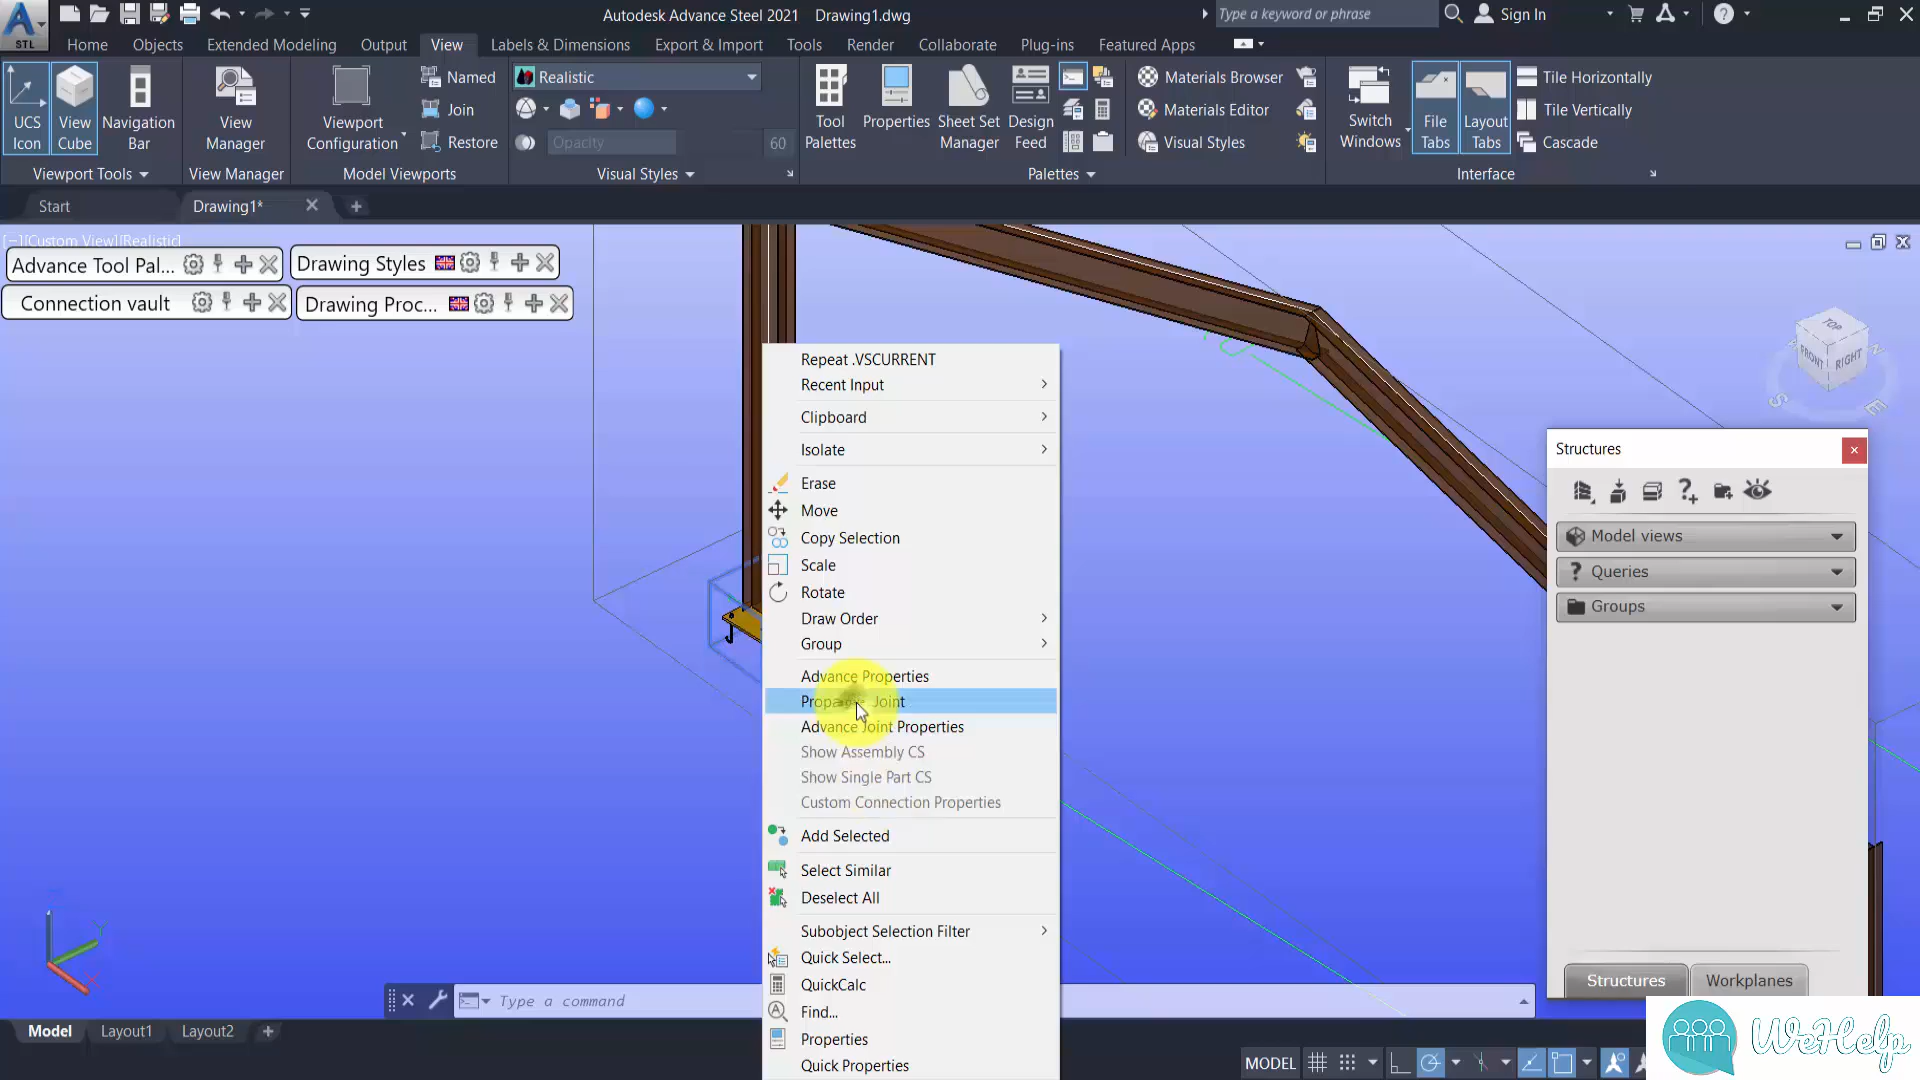 STL
Autodesk Advance Steel 2021 Drawing1.dwg
Type a keyword or phrase
Sign In
Home Objects Extended Modeling Output View Labels & Dimensions Export & Import Tools Render Collaborate Plug-ins Featured Apps
UCS Icon
View Cube
Navigation Bar
View Manager
Viewport Configuration
Named
Join
Restore
Realistic
Opacity
60
Tool Palettes
Properties
Sheet Set Manager
Design Feed
Materials Browser
Materials Editor
Visual Styles
Switch Windows
File Tabs
Layout Tabs
Tile Horizontally
Tile Vertically
Cascade
Viewport Tools
View Manager
Model Viewports
Visual Styles
Palettes
Interface
Start
Drawing1*
[−][Custom View][Realistic]
Advance Tool Pal...
Drawing Styles
Connection vault
Drawing Proc...
Repeat .VSCURRENT
Recent Input
Clipboard
Isolate
Erase
Move
Copy Selection
Scale
Rotate
Draw Order
Group
Advance Properties
Joint
Advance Joint Properties
Show Assembly CS
Show Single Part CS
Custom Connection Properties
Add Selected
Select Similar
Deselect All
Subobject Selection Filter
Quick Select...
QuickCalc
Find...
Properties
Quick Properties
TOP
FRONT
RIGHT
S
E
Structures
Model views
Queries
Groups
Structures
Workplanes
Y
X
Type a command
Model Layout1 Layout2
MODEL
WeHelp